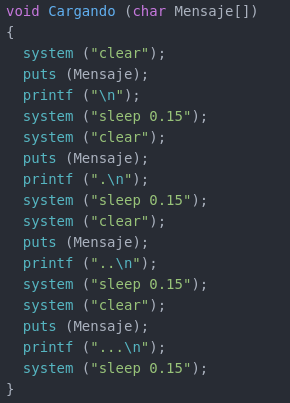 void Cargando (char Mensaje[])
{
  system ("clear");
  puts (Mensaje);
  printf ("\n");
  system ("sleep 0.15");
  system ("clear");
  puts (Mensaje);
  printf (".\n");
  system ("sleep 0.15");
  system ("clear");
  puts (Mensaje);
  printf ("..\n");
  system ("sleep 0.15");
  system ("clear");
  puts (Mensaje);
  printf ("...\n");
  system ("sleep 0.15");
}